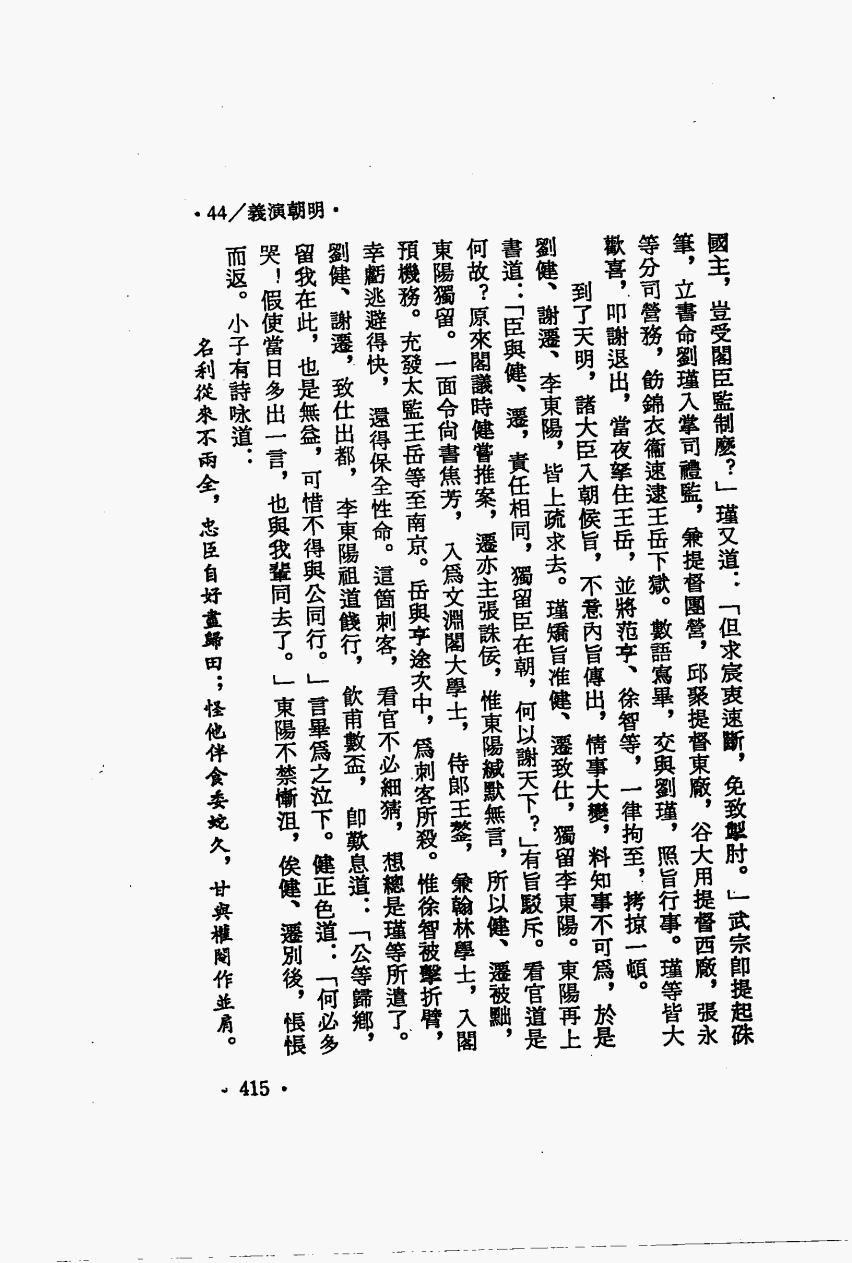 ·44／義演朝明·
國主，豈受閣臣監制麽？」瑾又道：「但求宸衷速斷，免致掣肘。」武宗卽提起硃
筆，立書命劉瑾入掌司禮監，兼提督團營，邱聚提督東廠，谷大用提督西廠，張永
等分司營務，飭錦衣衞速逮王岳下獄。數語寫畢，交與劉瑾，照旨行事。瑾等皆大
歡喜，叩謝退出，當夜拏住王岳，並將范亨、徐智等，一律拘至，拷掠一頓。
到了天明，諸大臣入朝候旨，不意內旨傳出，情事大變，料知事不可爲，於是
劉健、謝遷、李東陽，皆上疏求去。瑾矯旨准健、遷致仕，獨留李東陽。東陽再上
書道：「臣與健、遷，責任相同，獨留臣在朝，何以謝天下？」有旨駁斥。看官道是
何故？原來閣議時健嘗推案，遷亦主張誅佞，惟東陽緘默無言，所以健、遷被黜，
東陽獨留。一面令尙書焦芳，入爲文淵閣大學士，侍郎王鏊，兼翰林學士，入閣
預機務。充發太監王岳等至南京。岳與亨途次中，爲刺客所殺。惟徐智被擊折臂，
幸虧逃避得快，還得保全性命。這箇刺客，看官不必細猜，想總是瑾等所遣了。
劉健、謝遷，致仕出都，李東陽祖道餞行，飲甫數盃，卽歎息道：「公等歸鄕，
留我在此，也是無益，可惜不得與公同行。」言畢爲之泣下。健正色道：「何必多
哭！假使當日多出一言，也與我輩同去了。」東陽不禁慚沮，俟健、遷別後，悵悵
而返。小子有詩咏道：
名利從來不兩全，忠臣自好盡歸田；怪他伴食委蛇久，甘與權閹作並肩。
·415·